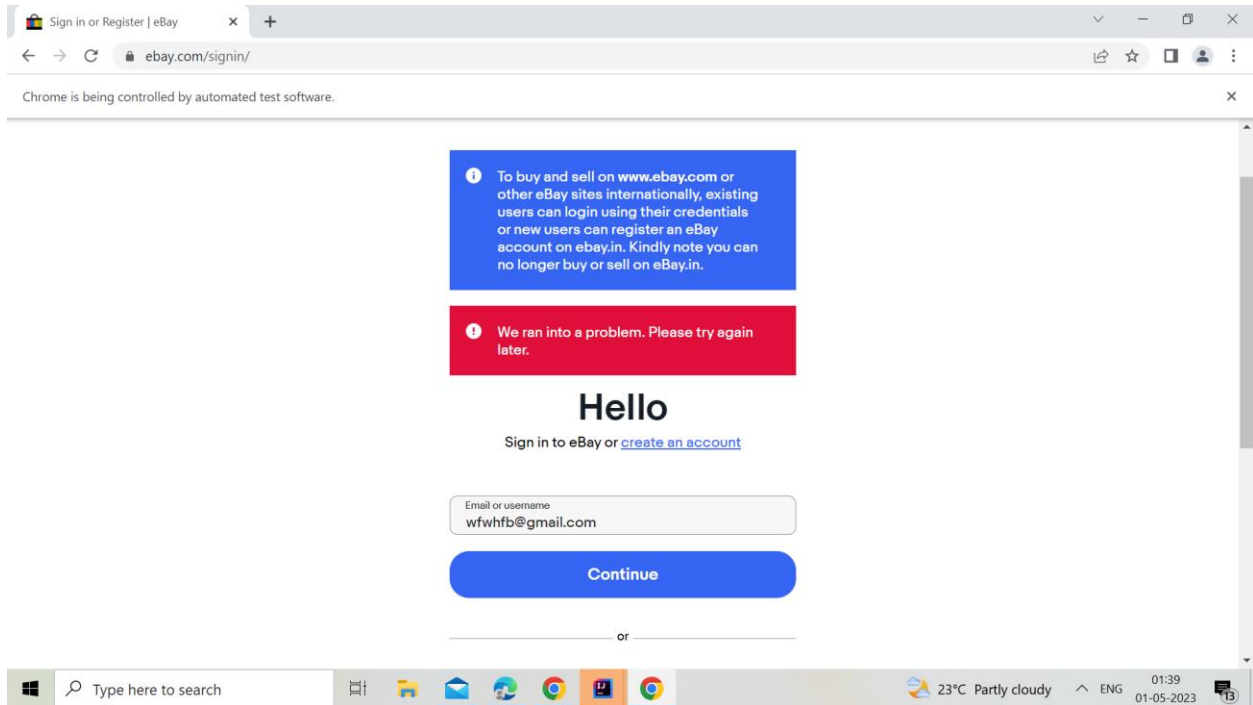 Sign in or Register | eBay
ebay.com/signin/
Chrome is being controlled by automated test software.
To buy and sell on www.ebay.com or
other eBay sites internationally, existing
users can login using their credentials
or new users can register an eBay
account on ebay.in. Kindly note you can
no longer buy or sell on eBay.in.
We ran into a problem. Please try again
later.
Hello
Sign in to eBay or create an account
Email or username
wfwhfb@gmail.com
Continue
or
Type here to search
23°C Partly cloudy
ENG
01:39
01-05-2023
13